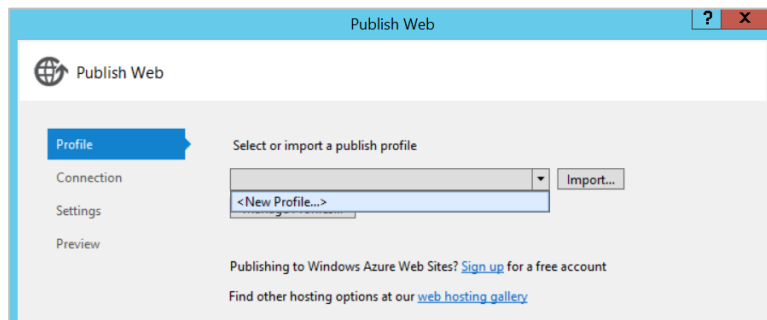 Publish Web
? X
Publish Web
Profile
Select or import a publish profile
Connection
Import...
<New Profile...>
Settings
Preview
Publishing to Windows Azure Web Sites? Sign up for a free account
Find other hosting options at our web hosting gallery